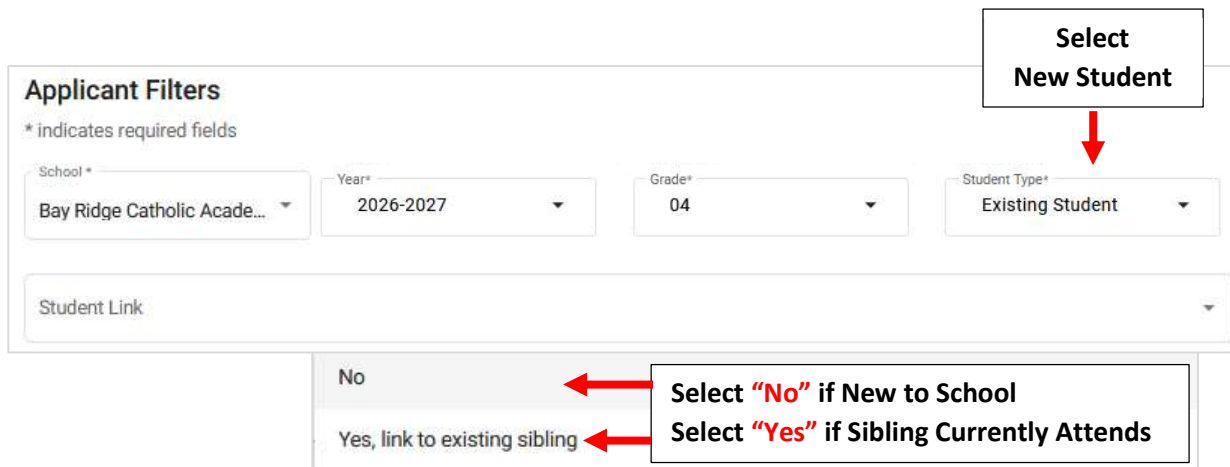 Select
New Student
Applicant Filters
* indicates required fields
School *
Bay Ridge Catholic Acade...
Year*
2026-2027
Grade*
04
Student Type*
Existing Student
Student Link
No
Yes, link to existing sibling
Select “No” if New to School
Select “Yes” if Sibling Currently Attends